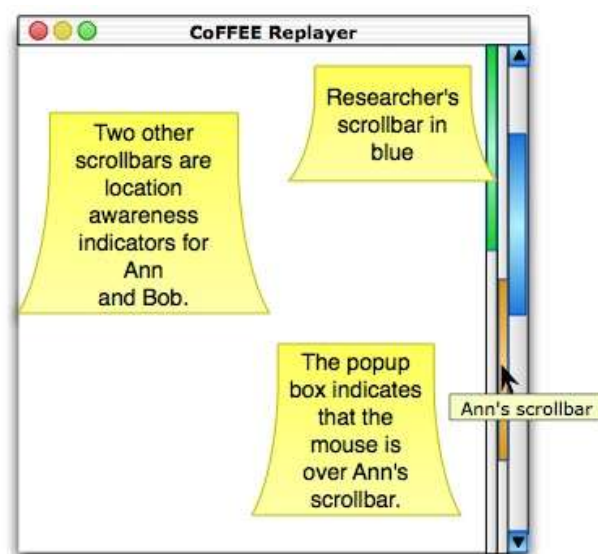 CoFFEE Replayer
Two other
scrollbars are
location
awareness
indicators for
Ann
and Bob.
Researcher's
scrollbar in
blue
The popup
box indicates
that the
mouse is
over Ann's
scrollbar.
Ann's scrollbar